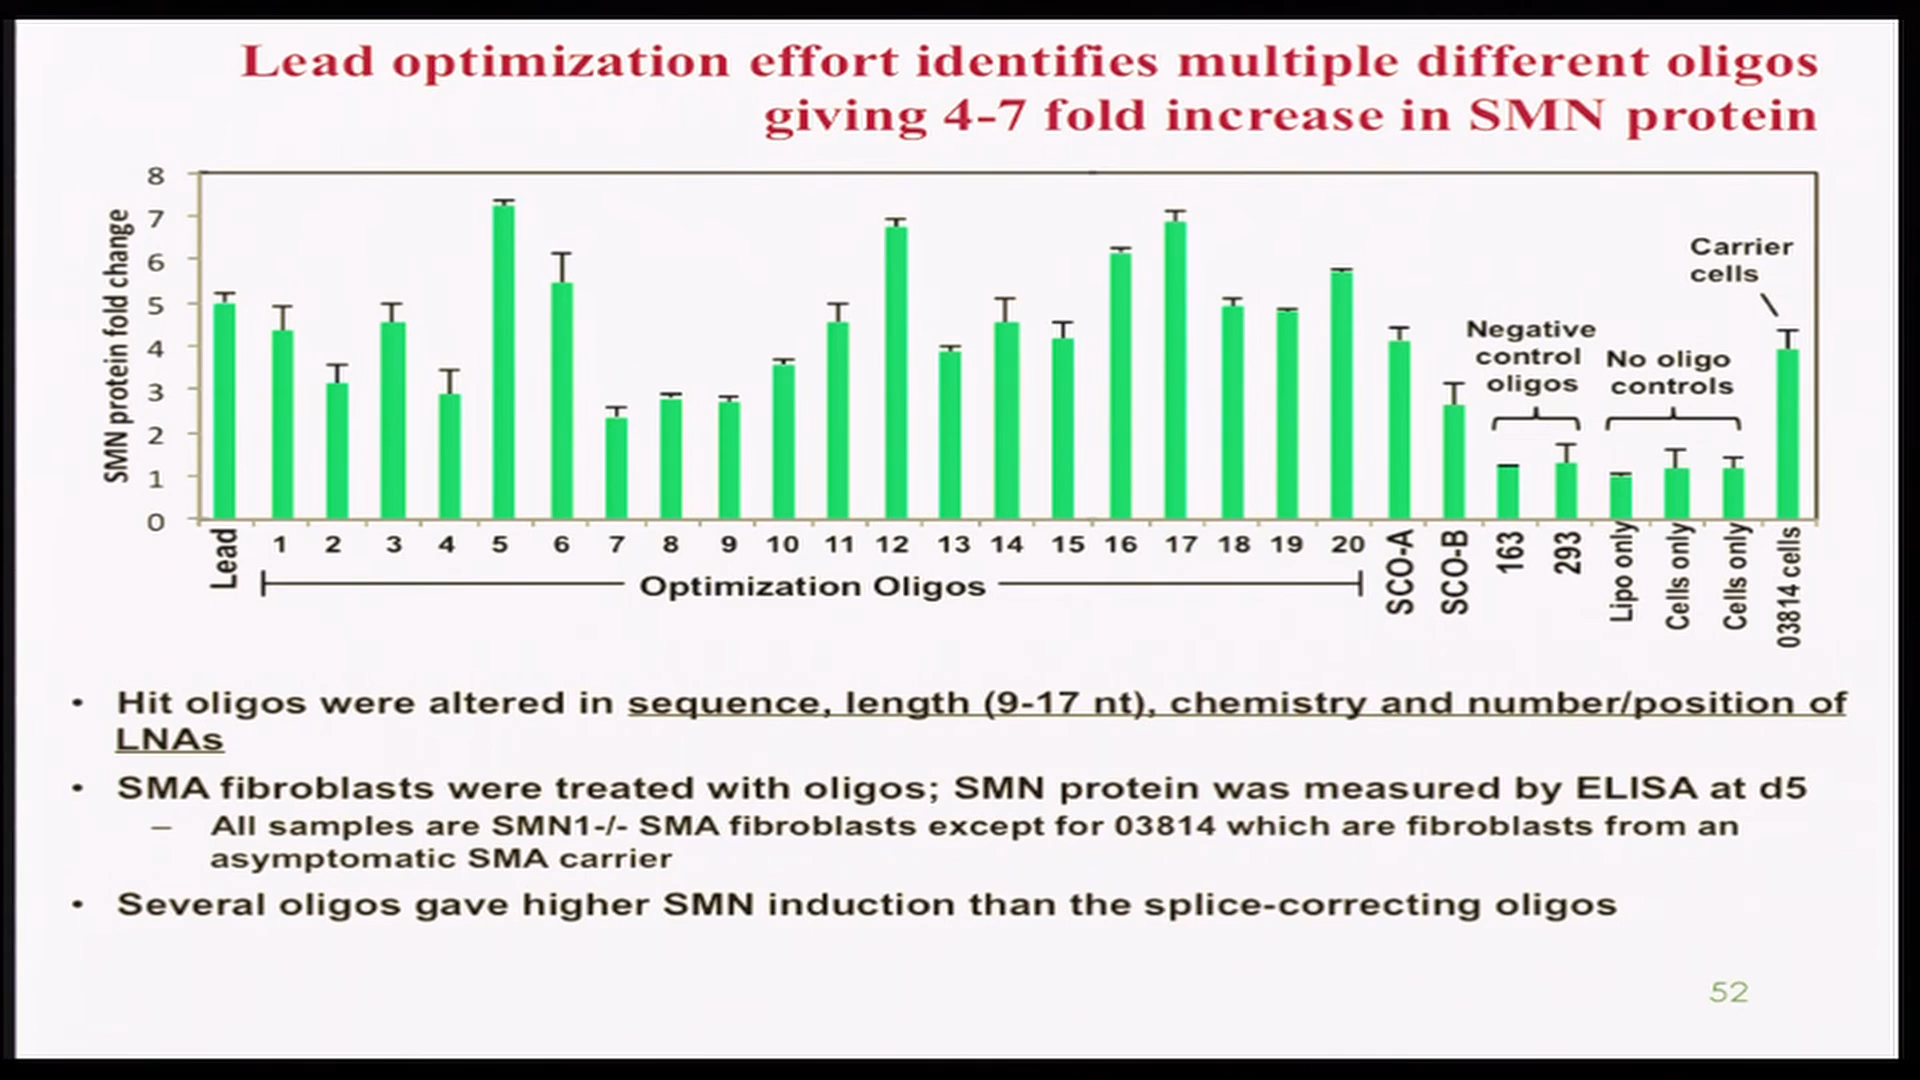 Lead optimization effort identifies multiple different oligos
giving 4-7 fold increase in SMN protein
SMN protein fold change
8
7
6
5
4
3
2
1
0
Carrier
cells
Negative
control
oligos
No oligo
controls
Lead 1 2 3 4 5 6 7 8 9 10 11 12 13 14 15 16 17 18 19 20 SCO-A SCO-B 163 293 Lipo only Cells only Cells only 03814 cells
Optimization Oligos
• Hit oligos were altered in sequence, length (9-17 nt), chemistry and number/position of
LNAs
• SMA fibroblasts were treated with oligos; SMN protein was measured by ELISA at d5
– All samples are SMN1-/- SMA fibroblasts except for 03814 which are fibroblasts from an
asymptomatic SMA carrier
• Several oligos gave higher SMN induction than the splice-correcting oligos
52